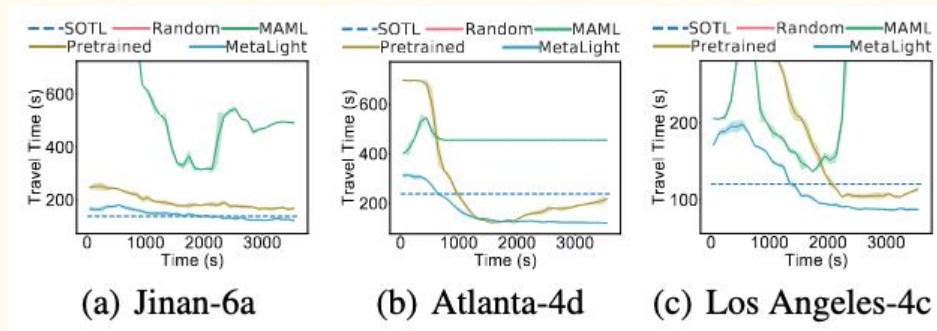 SOTL Random MAML
Pretrained MetaLight
600
400
200
Travel Time (s)
0 1000 2000 3000
Time (s)
(a) Jinan-6a
SOTL Random MAML
Pretrained MetaLight
600
400
200
Travel Time (s)
0 1000 2000 3000
Time (s)
(b) Atlanta-4d
SOTL Random MAML
Pretrained MetaLight
200
100
Travel Time (s)
0 1000 2000 3000
Time (s)
(c) Los Angeles-4c